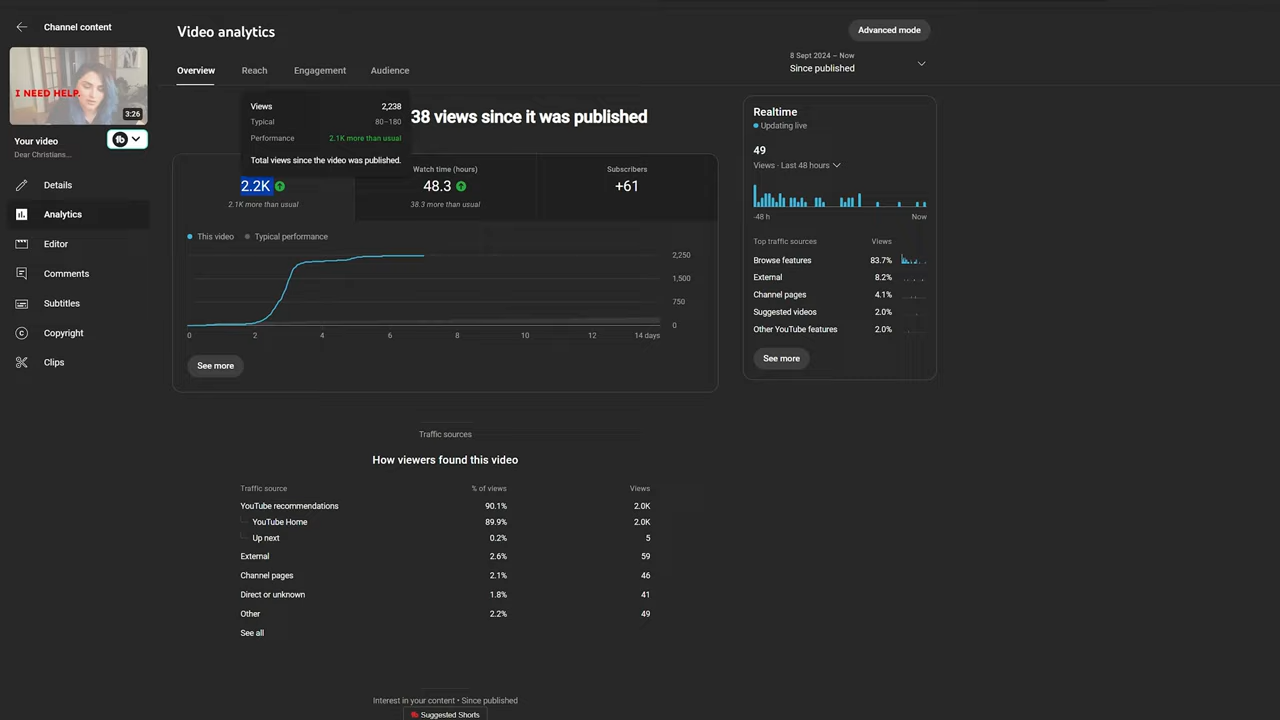 Channel content
I NEED HELP.
3:26
Your video
Dear Christians...
Details
Analytics
Editor
Comments
Subtitles
Copyright
Clips
Video analytics
Advanced mode
8 Sept 2024 – Now
Since published
Overview
Reach
Engagement
Audience
Views 2,238
Typical 80–180
Performance 2.1K more than usual
Total views since the video was published.
38 views since it was published
2.2K
2.1K more than usual
Watch time (hours)
48.3
38.3 more than usual
Subscribers
+61
This video
Typical performance
2,250
1,500
750
0
0 2 4 6 8 10 12 14 days
See more
Realtime
Updating live
49
Views · Last 48 hours
-48 h
Now
Top traffic sources Views
Browse features 83.7%
External 8.2%
Channel pages 4.1%
Suggested videos 2.0%
Other YouTube features 2.0%
See more
Traffic sources
How viewers found this video
Traffic source % of views Views
YouTube recommendations 90.1% 2.0K
YouTube Home 89.9% 2.0K
Up next 0.2% 5
External 2.6% 59
Channel pages 2.1% 46
Direct or unknown 1.8% 41
Other 2.2% 49
See all
Interest in your content • Since published
Suggested Shorts